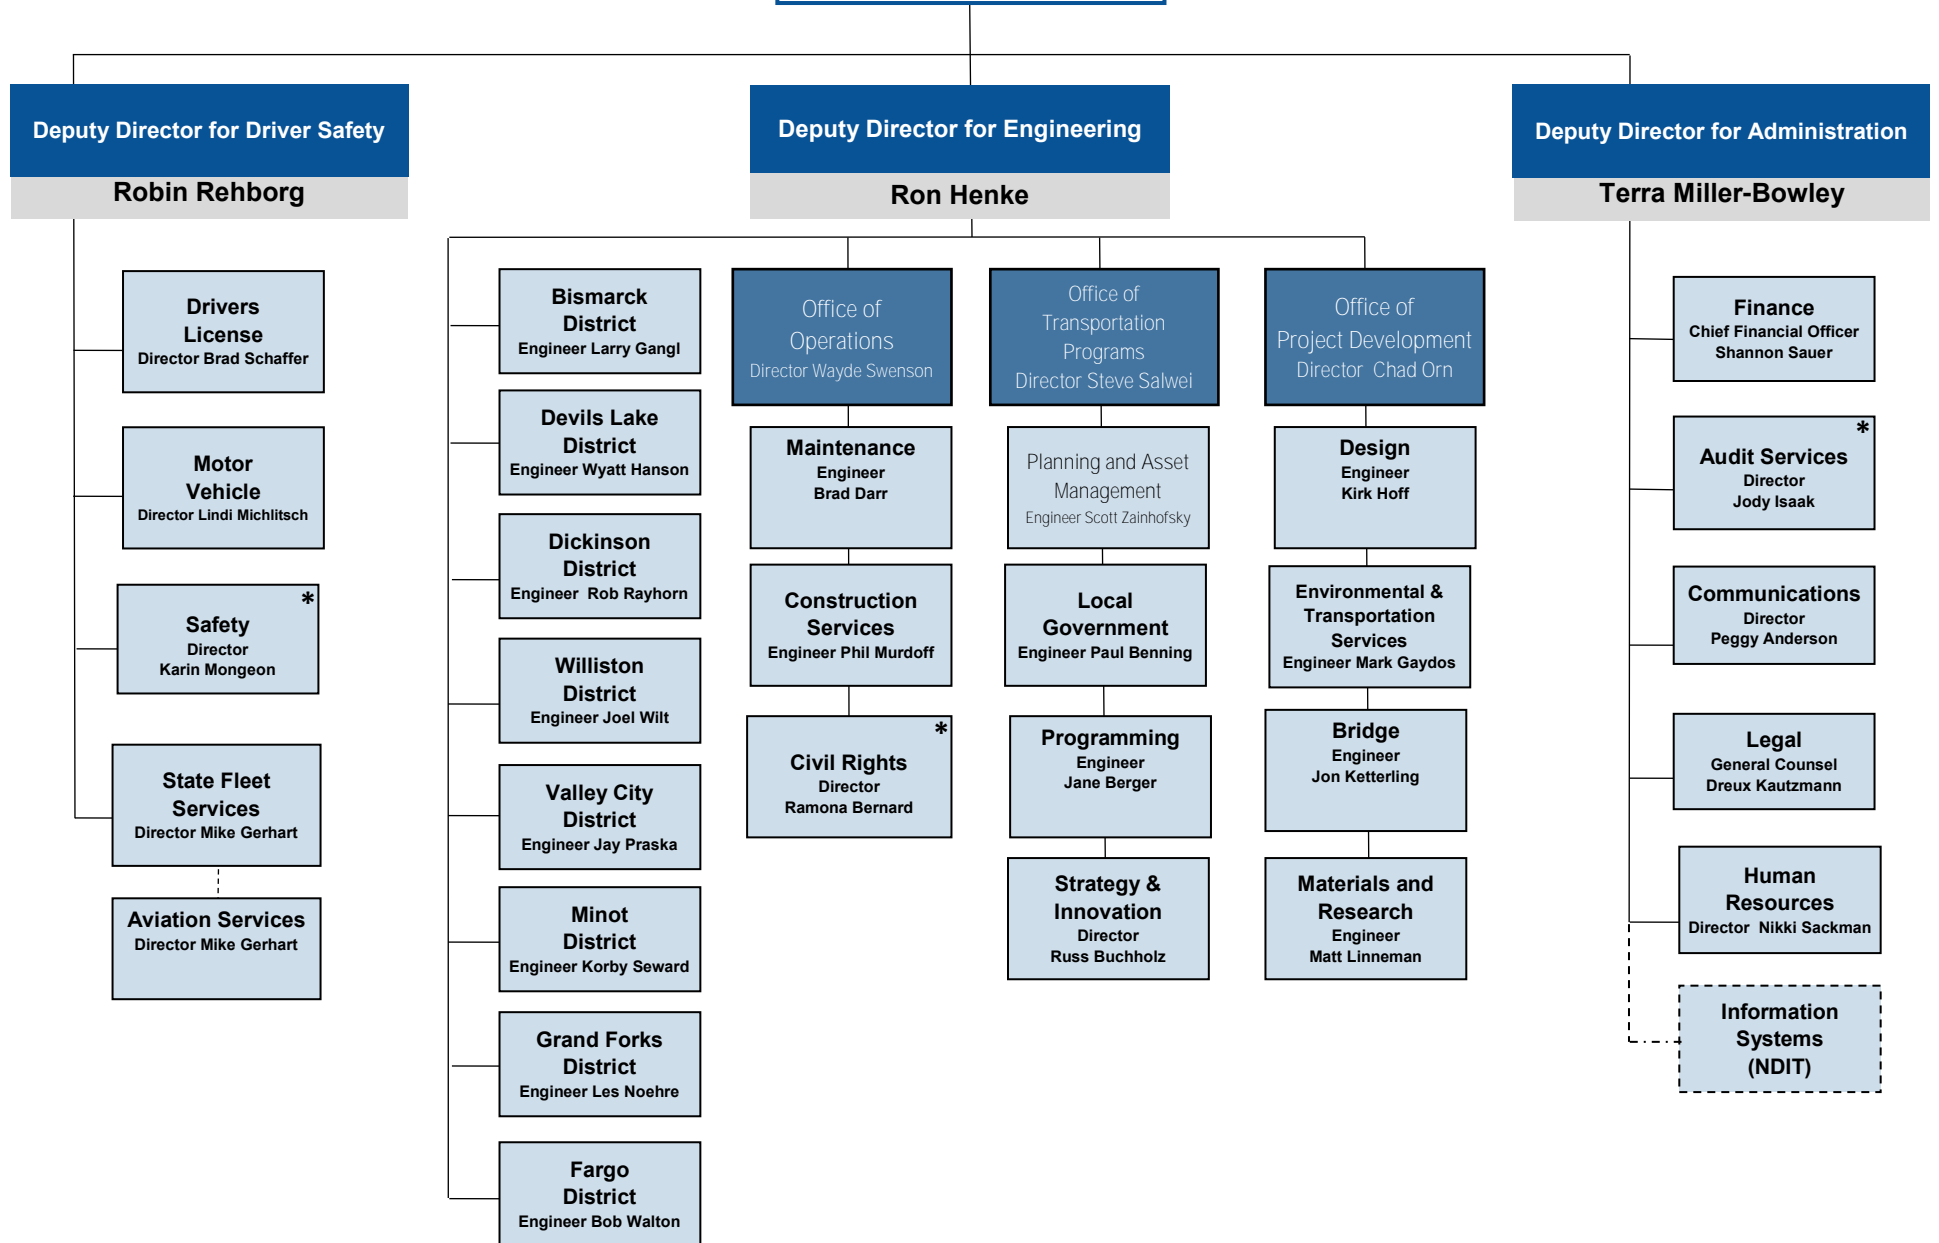 Deputy Director for Driver Safety
Robin Rehborg
Drivers
License
Director Brad Schaffer
Motor
Vehicle
Director Lindi Michlitsch
*
Safety
Director
Karin Mongeon
State Fleet
Services
Director Mike Gerhart
Aviation Services
Director Mike Gerhart
Deputy Director for Engineering
Ron Henke
Bismarck
District
Engineer Larry Gangl
Devils Lake
District
Engineer Wyatt Hanson
Dickinson
District
Engineer Rob Rayhorn
Williston
District
Engineer Joel Wilt
Valley City
District
Engineer Jay Praska
Minot
District
Engineer Korby Seward
Grand Forks
District
Engineer Les Noehre
Fargo
District
Engineer Bob Walton
Office of
Operations
Director Wayde Swenson
Maintenance
Engineer
Brad Darr
Construction
Services
Engineer Phil Murdoff
*
Civil Rights
Director
Ramona Bernard
Office of
Transportation
Programs
Director Steve Salwei
Planning and Asset
Management
Engineer Scott Zainhofsky
Local
Government
Engineer Paul Benning
Programming
Engineer
Jane Berger
Strategy &
Innovation
Director
Russ Buchholz
Office of
Project Development
Director Chad Orn
Design
Engineer
Kirk Hoff
Environmental &
Transportation
Services
Engineer Mark Gaydos
Bridge
Engineer
Jon Ketterling
Materials and
Research
Engineer
Matt Linneman
Deputy Director for Administration
Terra Miller-Bowley
Finance
Chief Financial Officer
Shannon Sauer
*
Audit Services
Director
Jody Isaak
Communications
Director
Peggy Anderson
Legal
General Counsel
Dreux Kautzmann
Human
Resources
Director Nikki Sackman
Information
Systems
(NDIT)